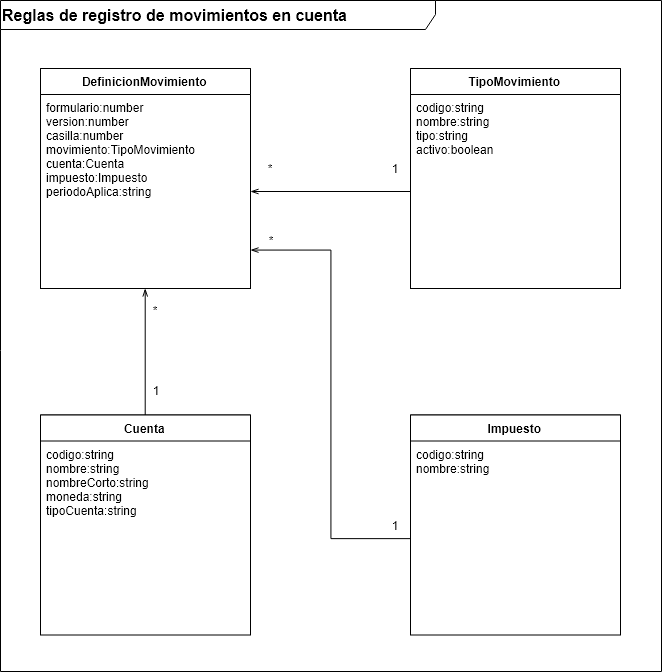 Reglas de registro de movimientos en cuenta
DefinicionMovimiento
formulario:number
version:number
casilla:number
movimiento:TipoMovimiento
cuenta:Cuenta
impuesto:Impuesto
periodoAplica:string
TipoMovimiento
codigo:string
nombre:string
tipo:string
activo:boolean
*
1
*
*
1
Cuenta
codigo:string
nombre:string
nombreCorto:string
moneda:string
tipoCuenta:string
Impuesto
codigo:string
nombre:string
1